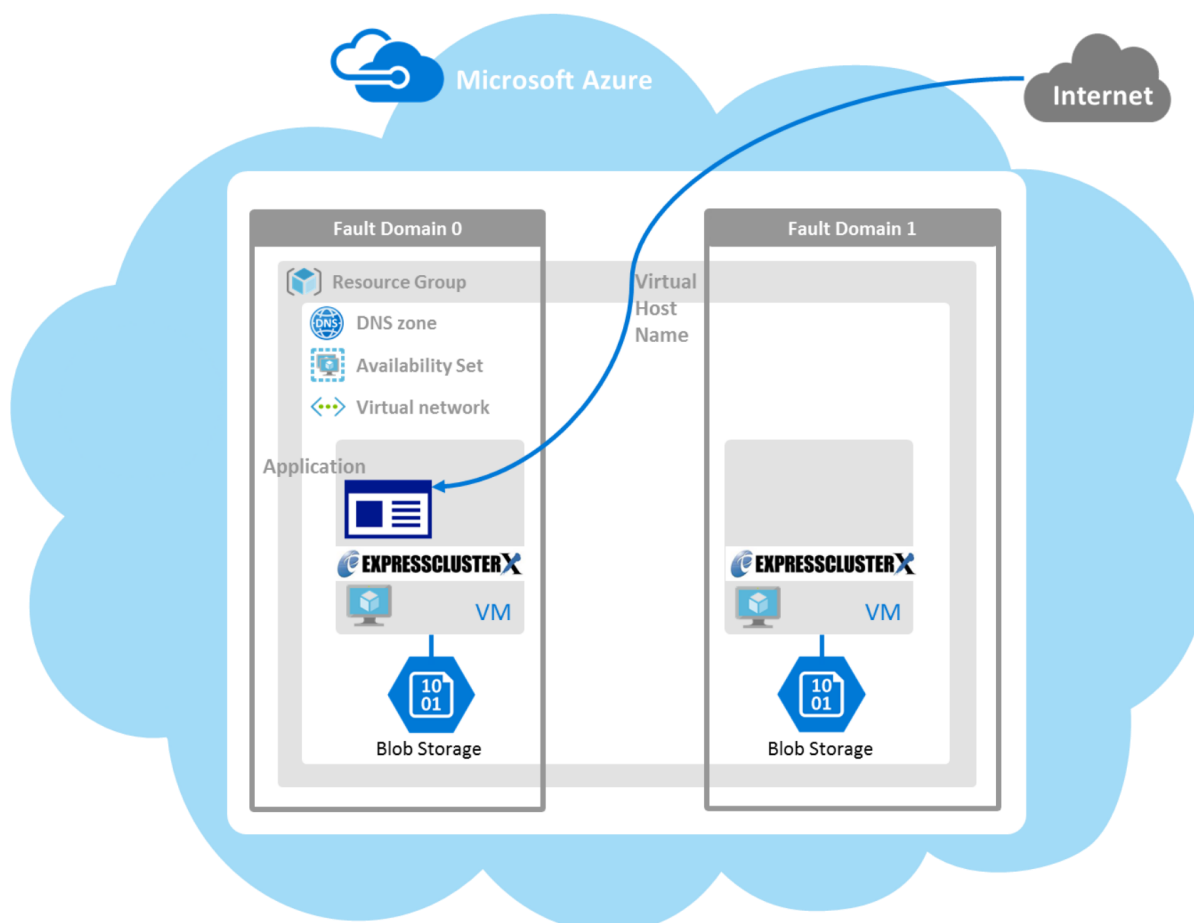 Microsoft Azure
Internet
Fault Domain 0
Fault Domain 1
Resource Group
Virtual
Host
Name
DNS
DNS zone
Availability Set
Virtual network
Application
EXPRESSCLUSTER X
EXPRESSCLUSTER X
VM
VM
10
01
10
01
Blob Storage
Blob Storage